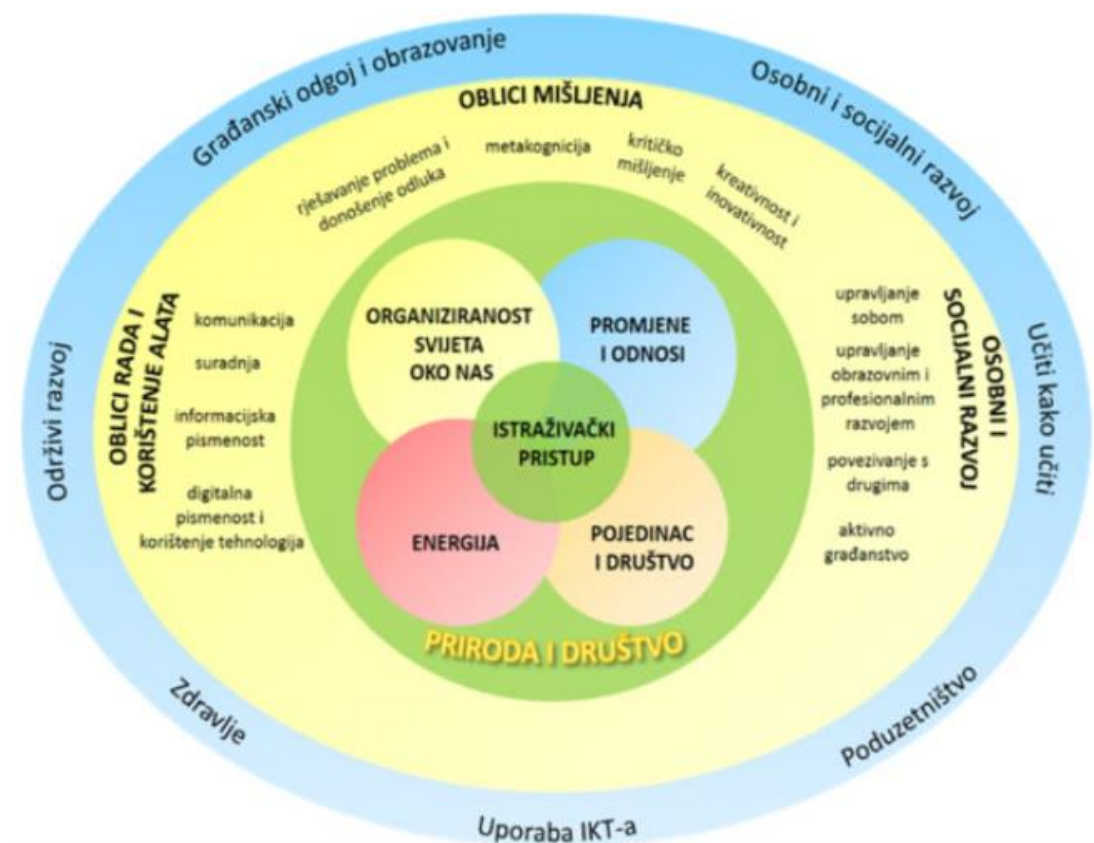 Građanski odgoj i obrazovanje
Osobni i socijalni razvoj
OBLICI MIŠLJENJA
rješavanje problema i
donošenje odluka
metakognicija
kritičko
mišljenje
kreativnost i
inovativnost
Održivi razvoj
OBLICI RADA I
KORIŠTENJE ALATA
komunikacija
suradnja
informacijska
pismenost
digitalna
pismenost i
korištenje tehnologija
ORGANIZIRANOST
SVIJETA
OKO NAS
PROMJENE
I ODNOSI
ISTRAŽIVAČKI
PRISTUP
ENERGIJA
POJEDINAC
I DRUŠTVO
PRIRODA I DRUŠTVO
upravljanje
sobom
upravljanje
obrazovnim i
profesionalnim
razvojem
povezivanje s
drugima
aktivno
građanstvo
OSOBNI I
SOCIJALNI RAZVOJ
Učiti kako učiti
Zdravlje
Uporaba IKT-a
Poduzetništvo